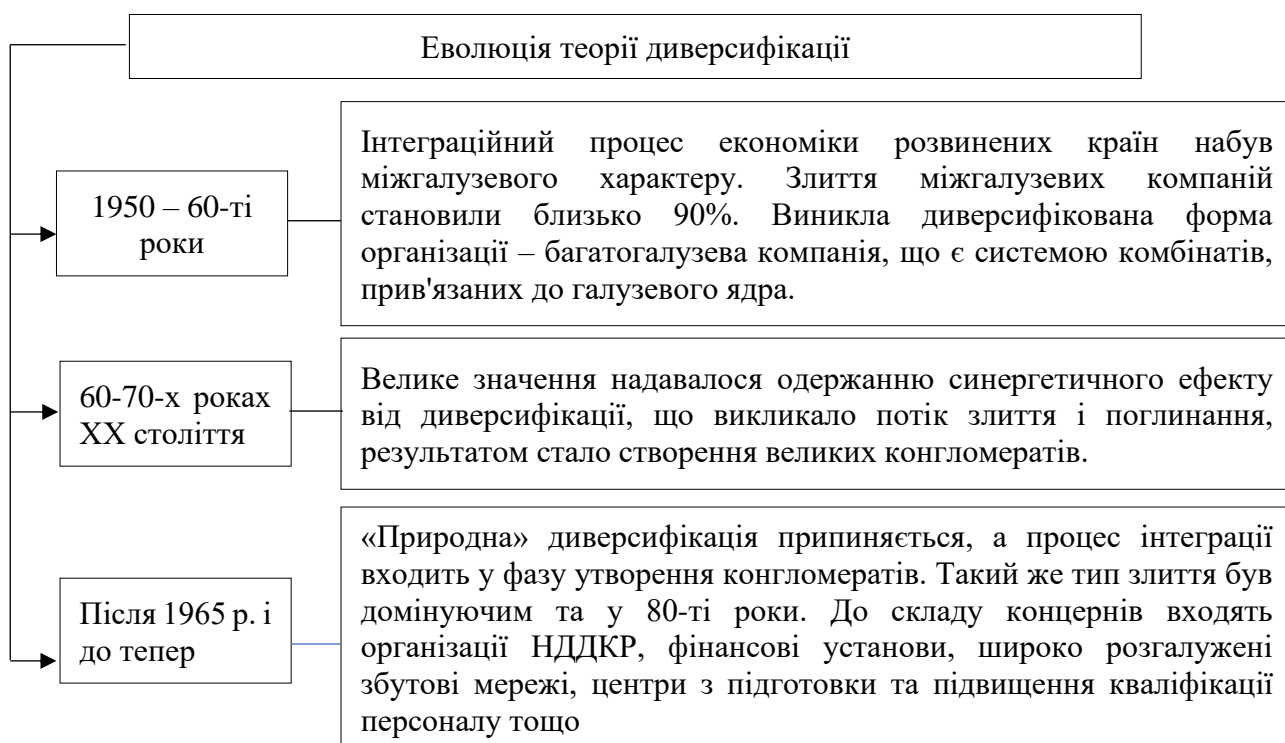 Еволюція теорії диверсифікації
1950 – 60-ті
роки
Інтеграційний процес економіки розвинених країн набув
міжгалузевого характеру. Злиття міжгалузевих компаній
становили близько 90%. Виникла диверсифікована форма
організації – багатогалузева компанія, що є системою комбінатів,
прив'язаних до галузевого ядра.
60-70-х роках
ХХ століття
Велике значення надавалося одержанню синергетичного ефекту
від диверсифікації, що викликало потік злиття і поглинання,
результатом стало створення великих конгломератів.
Після 1965 р. і
до тепер
«Природна» диверсифікація припиняється, а процес інтеграції
входить у фазу утворення конгломератів. Такий же тип злиття був
домінуючим та у 80-ті роки. До складу концернів входять
організації НДДКР, фінансові установи, широко розгалужені
збутові мережі, центри з підготовки та підвищення кваліфікації
персоналу тощо